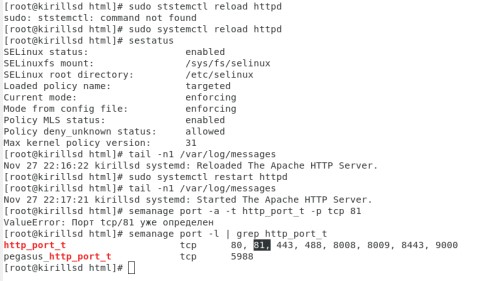 [root@kirillsd html]# sudo ststemctl reload httpd
sudo: ststemctl: command not found
[root@kirillsd html]# sudo systemctl reload httpd
[root@kirillsd html]# sestatus
SELinux status:                 enabled
SELinuxfs mount:                /sys/fs/selinux
SELinux root directory:         /etc/selinux
Loaded policy name:             targeted
Current mode:                   enforcing
Mode from config file:          enforcing
Policy MLS status:              enabled
Policy deny_unknown status:     allowed
Max kernel policy version:      31
[root@kirillsd html]# tail -n1 /var/log/messages
Nov 27 22:16:22 kirillsd systemd: Reloaded The Apache HTTP Server.
[root@kirillsd html]# sudo systemctl restart httpd
[root@kirillsd html]# tail -n1 /var/log/messages
Nov 27 22:17:21 kirillsd systemd: Started The Apache HTTP Server.
[root@kirillsd html]# semanage port -a -t http_port_t -p tcp 81
ValueError: Порт tcp/81 уже определен
[root@kirillsd html]# semanage port -l | grep http_port_t
http_port_t                    tcp      80, 81, 443, 488, 8008, 8009, 8443, 9000
pegasus_http_port_t            tcp      5988
[root@kirillsd html]#